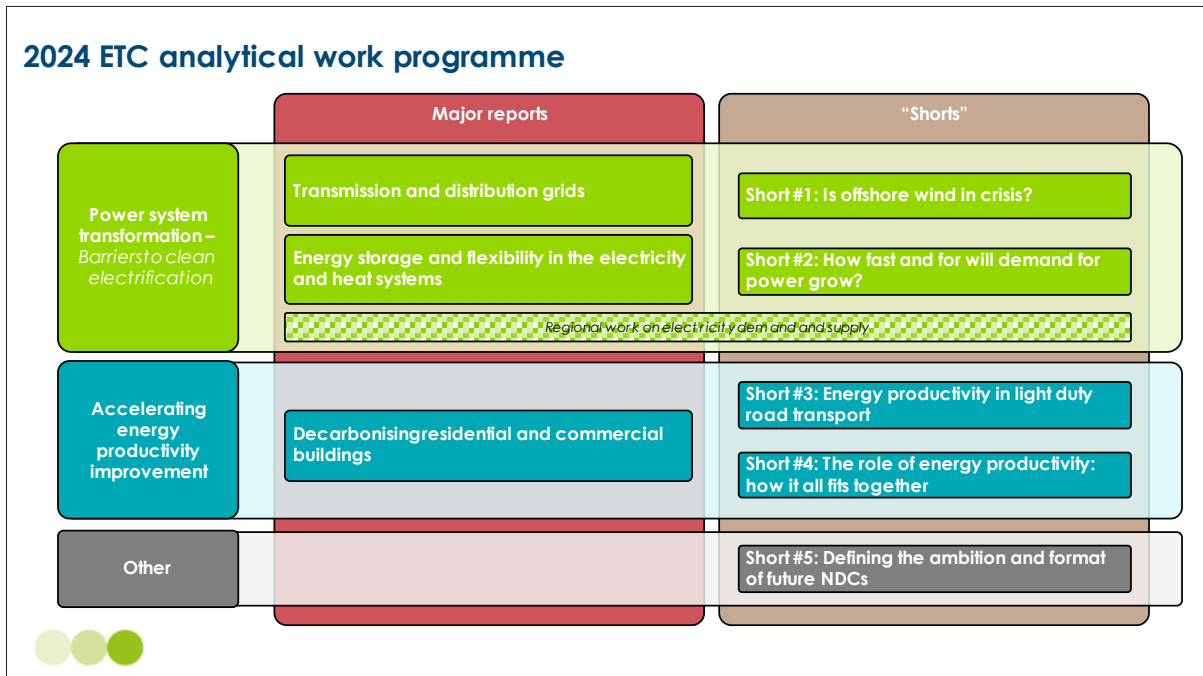 2024 ETC analytical work programme
Major reports
“Shorts”
Power system
transformation –
Barriersto clean
electrification
Transmission and distribution grids
Energy storage and flexibility in the electricity
and heat systems
Short #1: Is offshore wind in crisis?
Short #2: How fast and for will demand for
power grow?
Regional work on electricity demand and supply
Accelerating
energy
productivity
improvement
Decarbonisingresidential and commercial
buildings
Short #3: Energy productivity in light duty
road transport
Short #4: The role of energy productivity:
how it all fits together
Other
Short #5: Defining the ambition and format
of future NDCs